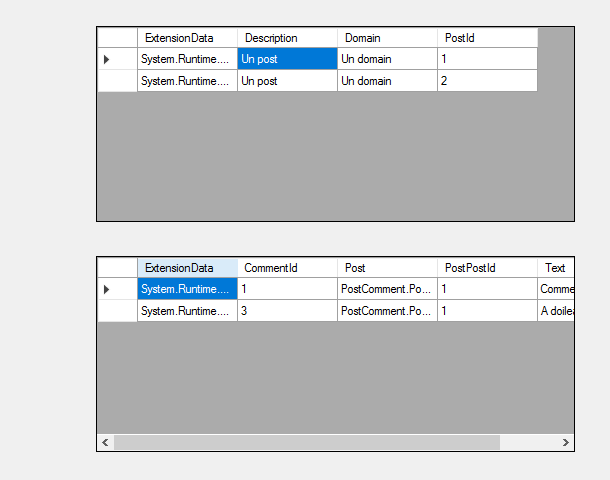 ExtensionData Description Domain PostId
System.Runtime.... Un post Un domain 1
System.Runtime.... Un post Un domain 2
ExtensionData CommentId Post PostPostId Text
System.Runtime.... 1 PostComment.Po... 1 Comme
System.Runtime.... 3 PostComment.Po... 1 A doilea